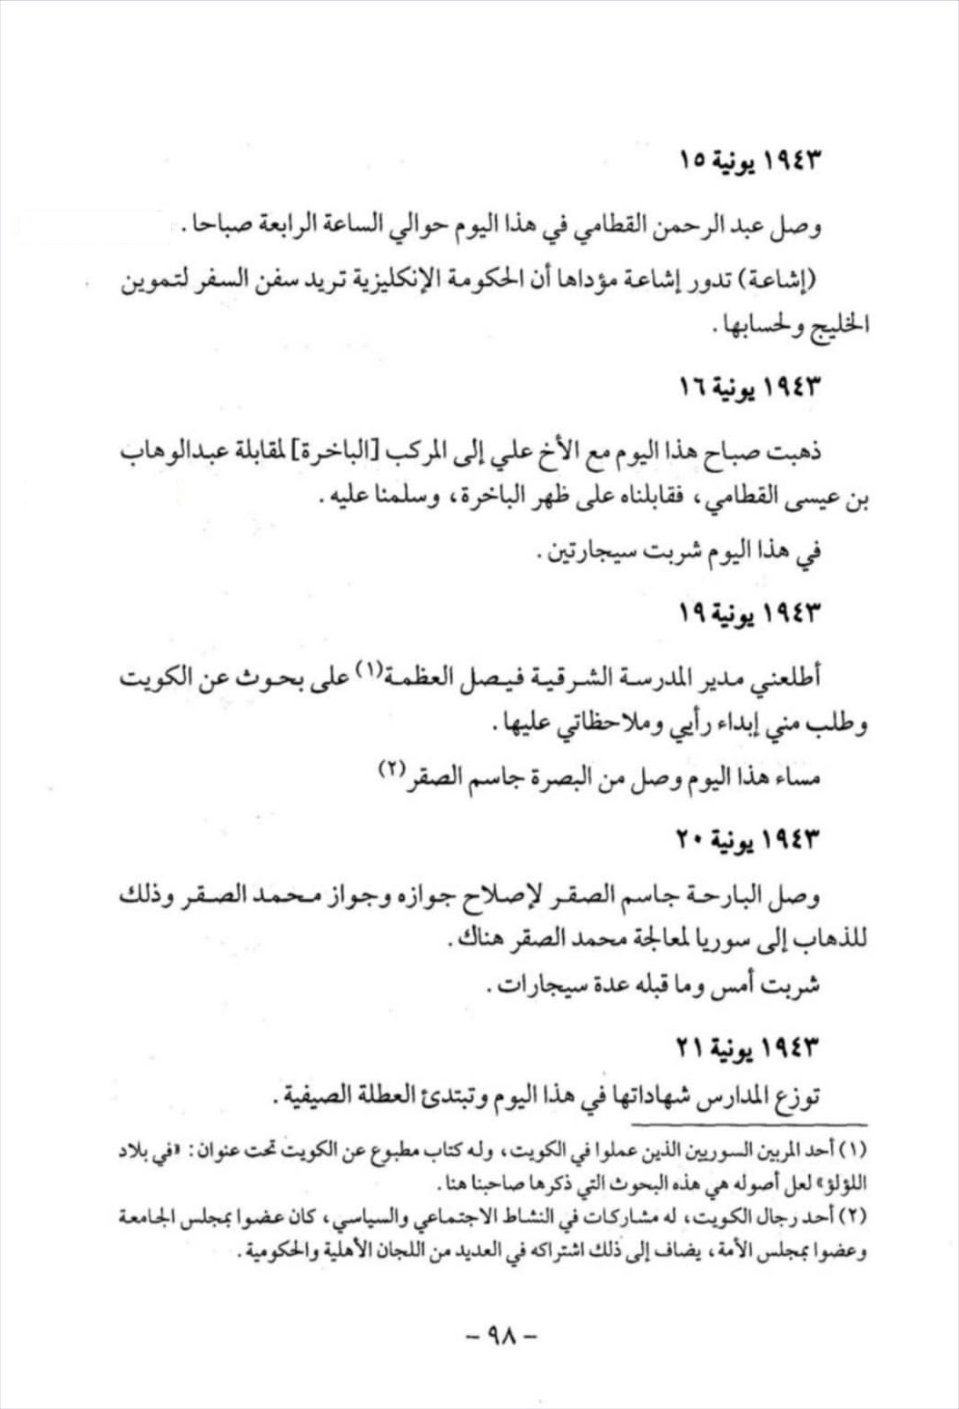 ١٩٤٣ يونية ١٥
وصل عبد الرحمن القطامي في هذا اليوم حوالي الساعة الرابعة صباحا .
(إشاعة) تدور إشاعة مؤداها أن الحكومة الإنكليزية تريد سفن السفر لتموين
الخليج ولحسابها .
١٩٤٣ يونية ١٦
ذهبت صباح هذا اليوم مع الأخ علي إلى المركب [الباخرة] لمقابلة عبدالوهاب
بن عيسى القطامي، فقابلناه على ظهر الباخرة، وسلمنا عليه .
في هذا اليوم شربت سيجارتين .
١٩٤٣ يونية ١٩
أطلعني مدير المدرسة الشرقية فيصل العظمة(١) على بحوث عن الكويت
وطلب مني إبداء رأيي وملاحظاتي عليها .
مساء هذا اليوم وصل من البصرة جاسم الصقر(٢)
١٩٤٣ يونية ٢٠
وصل البارحة جاسم الصقر لإصلاح جوازه وجواز محمد الصقر وذلك
للذهاب إلى سوريا لمعالجة محمد الصقر هناك .
شربت أمس وما قبله عدة سيجارات .
١٩٤٣ يونية ٢١
توزع المدارس شهاداتها في هذا اليوم وتبتدئ العطلة الصيفية .
(١) أحد المربين السوريين الذين عملوا في الكويت، وله كتاب مطبوع عن الكويت تحت عنوان : «في بلاد
اللؤلؤ» لعل أصوله هي هذه البحوث التي ذكرها صاحبنا هنا .
(٢) أحد رجال الكويت، له مشاركات في النشاط الاجتماعي والسياسي، كان عضوا بمجلس الجامعة
وعضوا بمجلس الأمة، يضاف إلى ذلك اشتراكه في العديد من اللجان الأهلية والحكومية .
- ٩٨ -